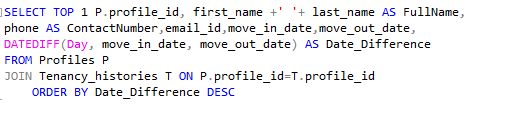 SELECT TOP 1 P.profile_id, first_name +' '+ last_name AS FullName,
phone AS ContactNumber,email_id,move_in_date,move_out_date,
DATEDIFF(Day, move_in_date, move_out_date) AS Date_Difference
FROM Profiles P
JOIN Tenancy_histories T ON P.profile_id=T.profile_id
ORDER BY Date_Difference DESC